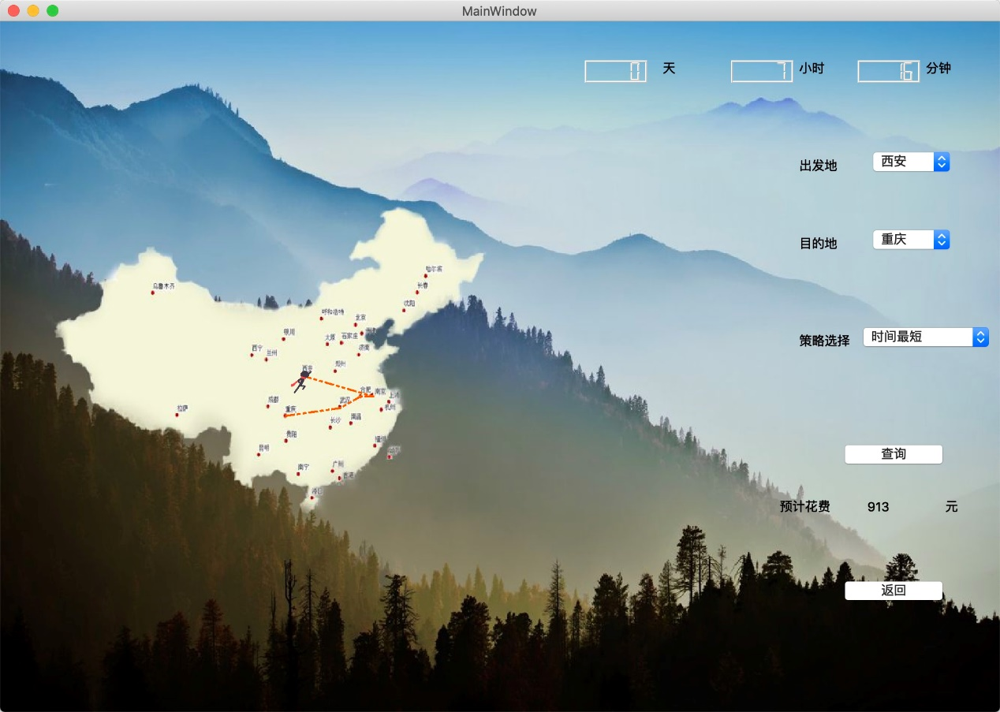 MainWindow
0 天 7 小时 16 分钟
出发地 西安
目的地 重庆
策略选择 时间最短
查询
预计花费 913 元
返回
哈尔滨
长春
乌鲁木齐
沈阳
呼和浩特
北京
银川
太原
石家庄
西宁
兰州
济南
郑州
西安
合肥
南京
上海
成都
武汉
重庆
杭州
拉萨
长沙
南昌
贵阳
福州
昆明
南宁
广州
香港
海口